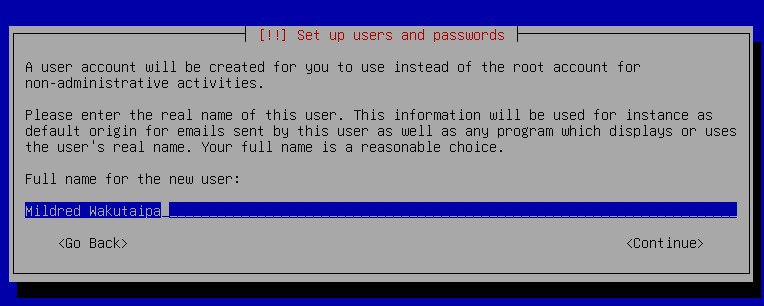 [!!] Set up users and passwords
A user account will be created for you to use instead of the root account for
non-administrative activities.
Please enter the real name of this user. This information will be used for instance as
default origin for emails sent by this user as well as any program which displays or uses
the user's real name. Your full name is a reasonable choice.
Full name for the new user:
Mildred Wakutaipa
<Go Back> <Continue>